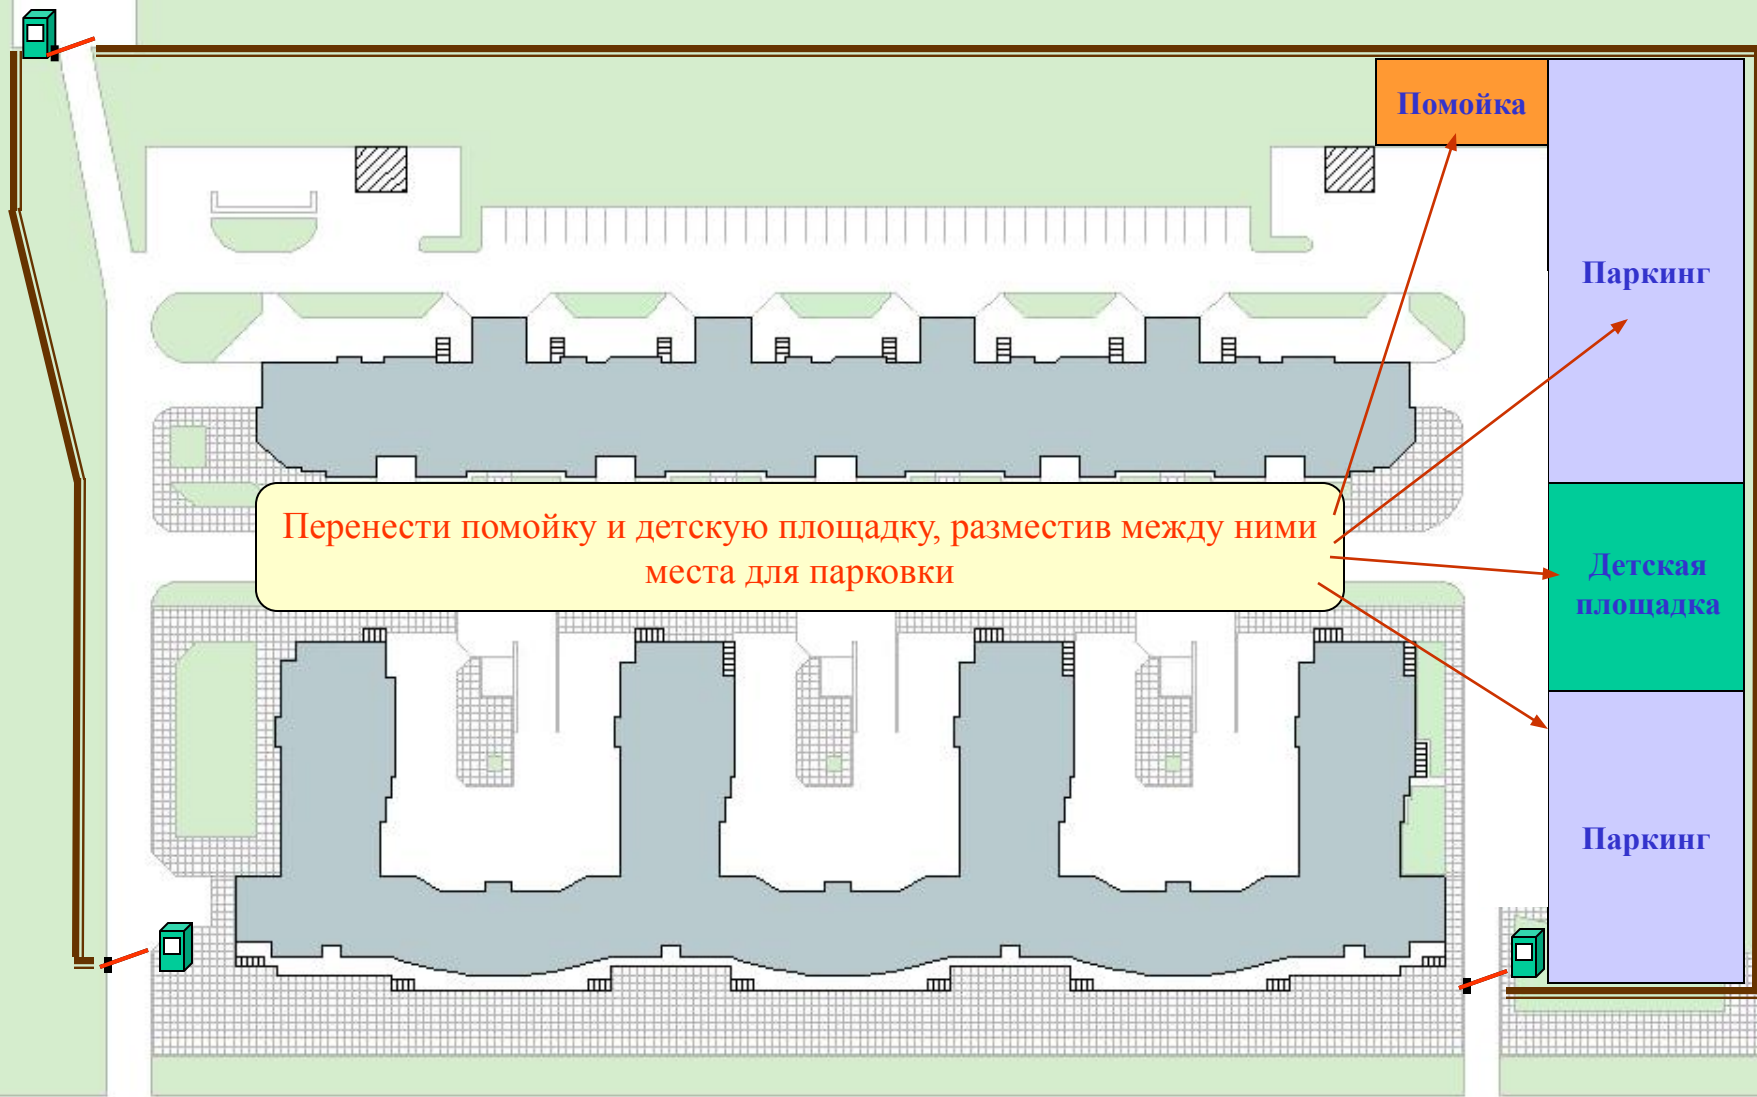 Помойка
Паркинг
Перенести помойку и детскую площадку, разместив между ними
места для парковки
Детская
площадка
Паркинг